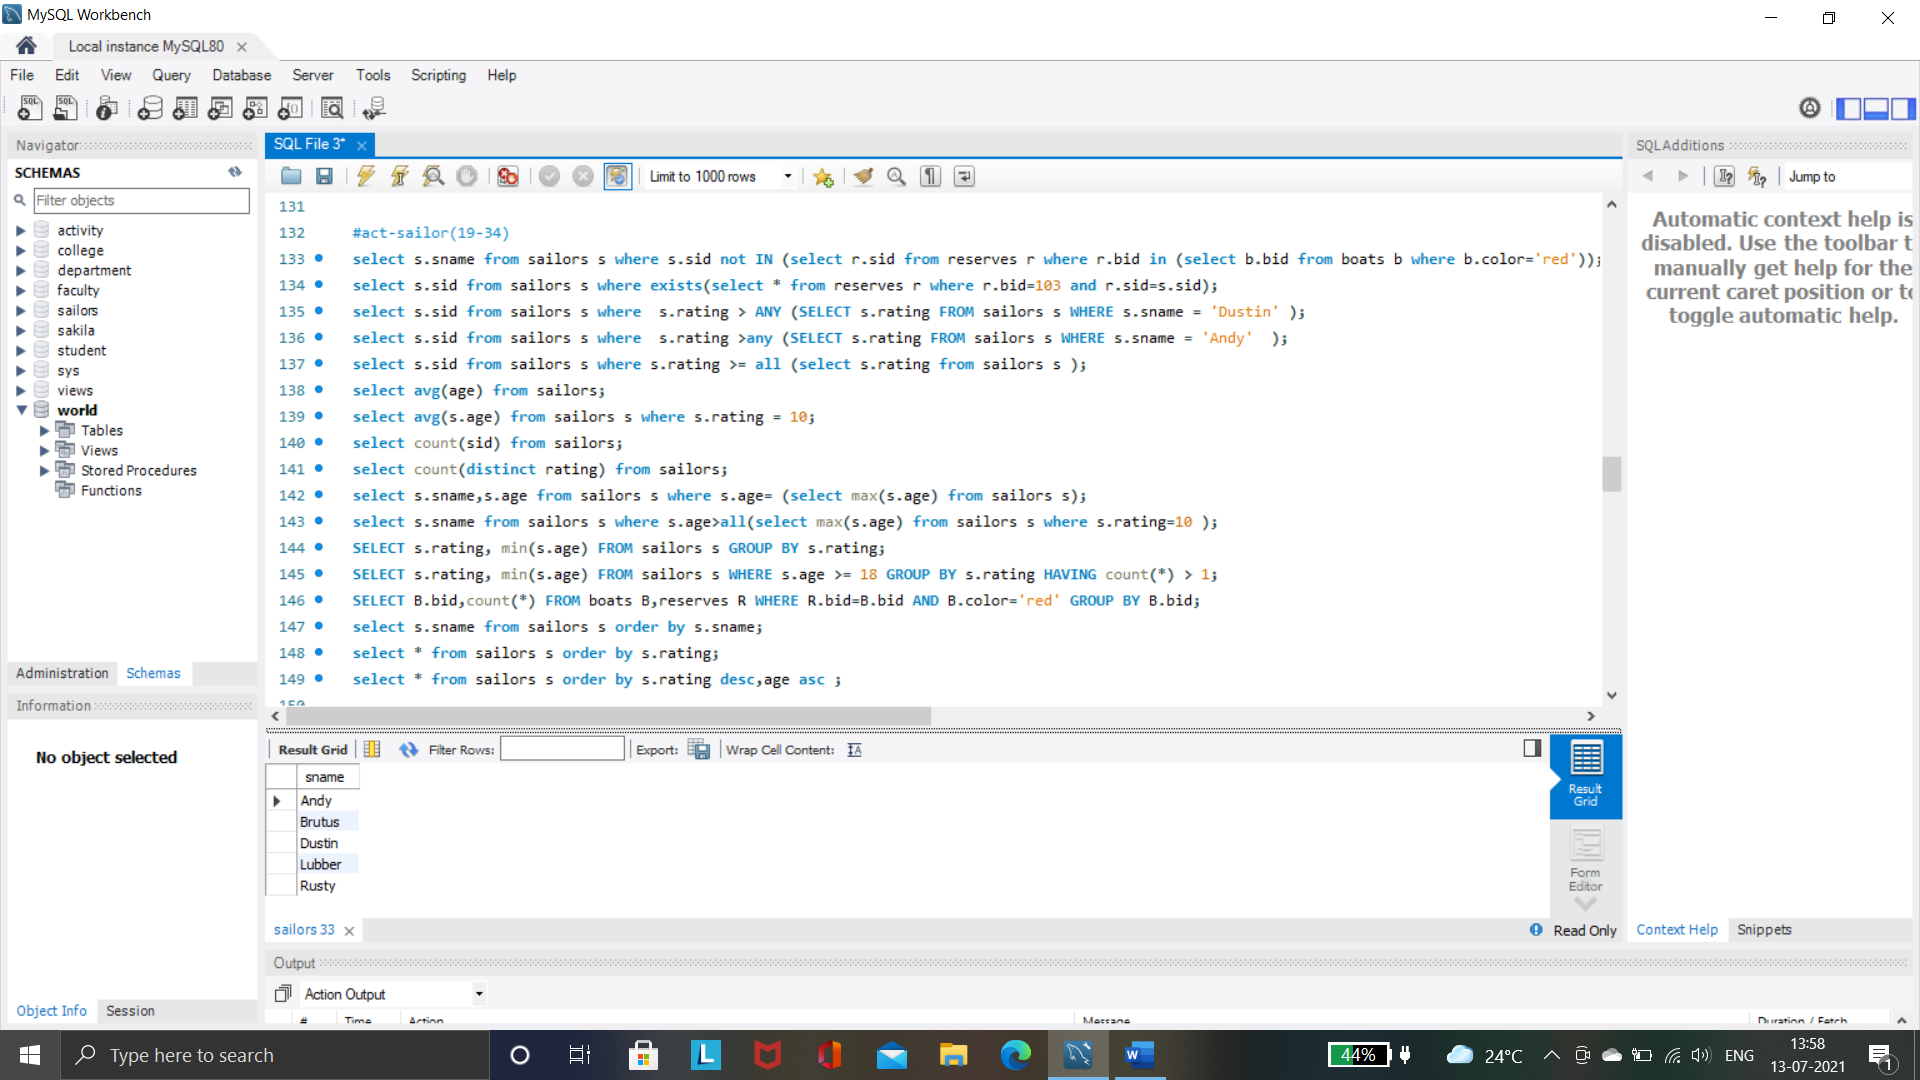 MySQL Workbench
Local instance MySQL80
File Edit View Query Database Server Tools Scripting Help
Navigator
SCHEMAS
Filter objects
activity
college
department
faculty
sailors
sakila
student
sys
views
world
Tables
Views
Stored Procedures
Functions
Administration Schemas
Information
No object selected
Object Info Session
SQL File 3*
Limit to 1000 rows
131
132 #act-sailor(19-34)
133 select s.sname from sailors s where s.sid not IN (select r.sid from reserves r where r.bid in (select b.bid from boats b where b.color='red'));
134 select s.sid from sailors s where exists(select * from reserves r where r.bid=103 and r.sid=s.sid);
135 select s.sid from sailors s where  s.rating > ANY (SELECT s.rating FROM sailors s WHERE s.sname = 'Dustin' );
136 select s.sid from sailors s where  s.rating >any (SELECT s.rating FROM sailors s WHERE s.sname = 'Andy'  );
137 select s.sid from sailors s where s.rating >= all (select s.rating from sailors s );
138 select avg(age) from sailors;
139 select avg(s.age) from sailors s where s.rating = 10;
140 select count(sid) from sailors;
141 select count(distinct rating) from sailors;
142 select s.sname,s.age from sailors s where s.age= (select max(s.age) from sailors s);
143 select s.sname from sailors s where s.age>all(select max(s.age) from sailors s where s.rating=10 );
144 SELECT s.rating, min(s.age) FROM sailors s GROUP BY s.rating;
145 SELECT s.rating, min(s.age) FROM sailors s WHERE s.age >= 18 GROUP BY s.rating HAVING count(*) > 1;
146 SELECT B.bid,count(*) FROM boats B,reserves R WHERE R.bid=B.bid AND B.color='red' GROUP BY B.bid;
147 select s.sname from sailors s order by s.sname;
148 select * from sailors s order by s.rating;
149 select * from sailors s order by s.rating desc,age asc ;
150
Result Grid Filter Rows: Export: Wrap Cell Content:
sname
Andy
Brutus
Dustin
Lubber
Rusty
Result
Grid
Form
Editor
sailors 33
Read Only
Output
Action Output
# Time Action Message Duration / Fetch
SQLAdditions
Jump to
Automatic context help is
disabled. Use the toolbar t
manually get help for the
current caret position or to
toggle automatic help.
Context Help Snippets
Type here to search
44%
24°C
ENG
13:58
13-07-2021
1